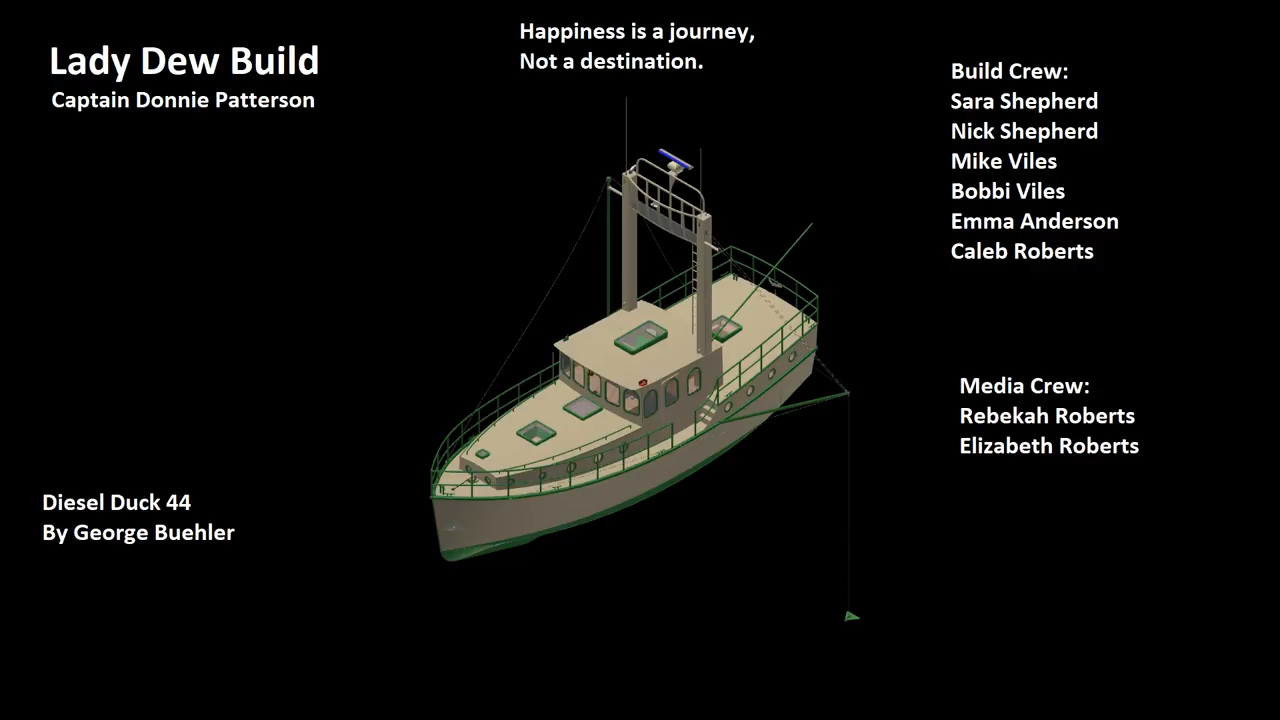 Lady Dew Build
Captain Donnie Patterson
Happiness is a journey,
Not a destination.
Build Crew:
Sara Shepherd
Nick Shepherd
Mike Viles
Bobbi Viles
Emma Anderson
Caleb Roberts
Media Crew:
Rebekah Roberts
Elizabeth Roberts
Diesel Duck 44
By George Buehler